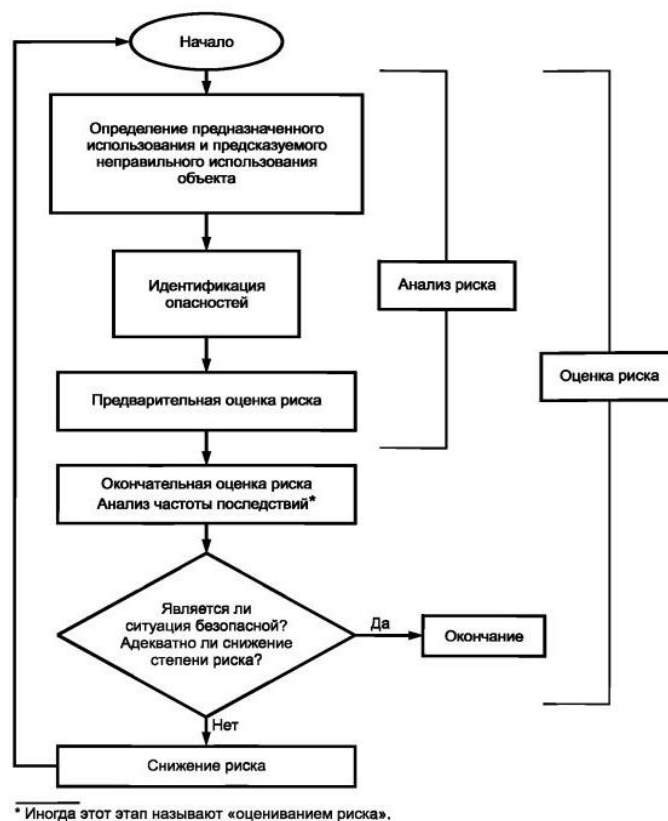 Начало
Определение предназначенного
использования и предсказуемого
неправильного использования
объекта
Идентификация
опасностей
Анализ риска
Предварительная оценка риска
Оценка риска
Окончательная оценка риска
Анализ частоты последствий*
Является ли
ситуация безопасной?
Адекватно ли снижение
степени риска?
Да
Окончание
Нет
Снижение риска
* Иногда этот этап называют «оцениванием риска».